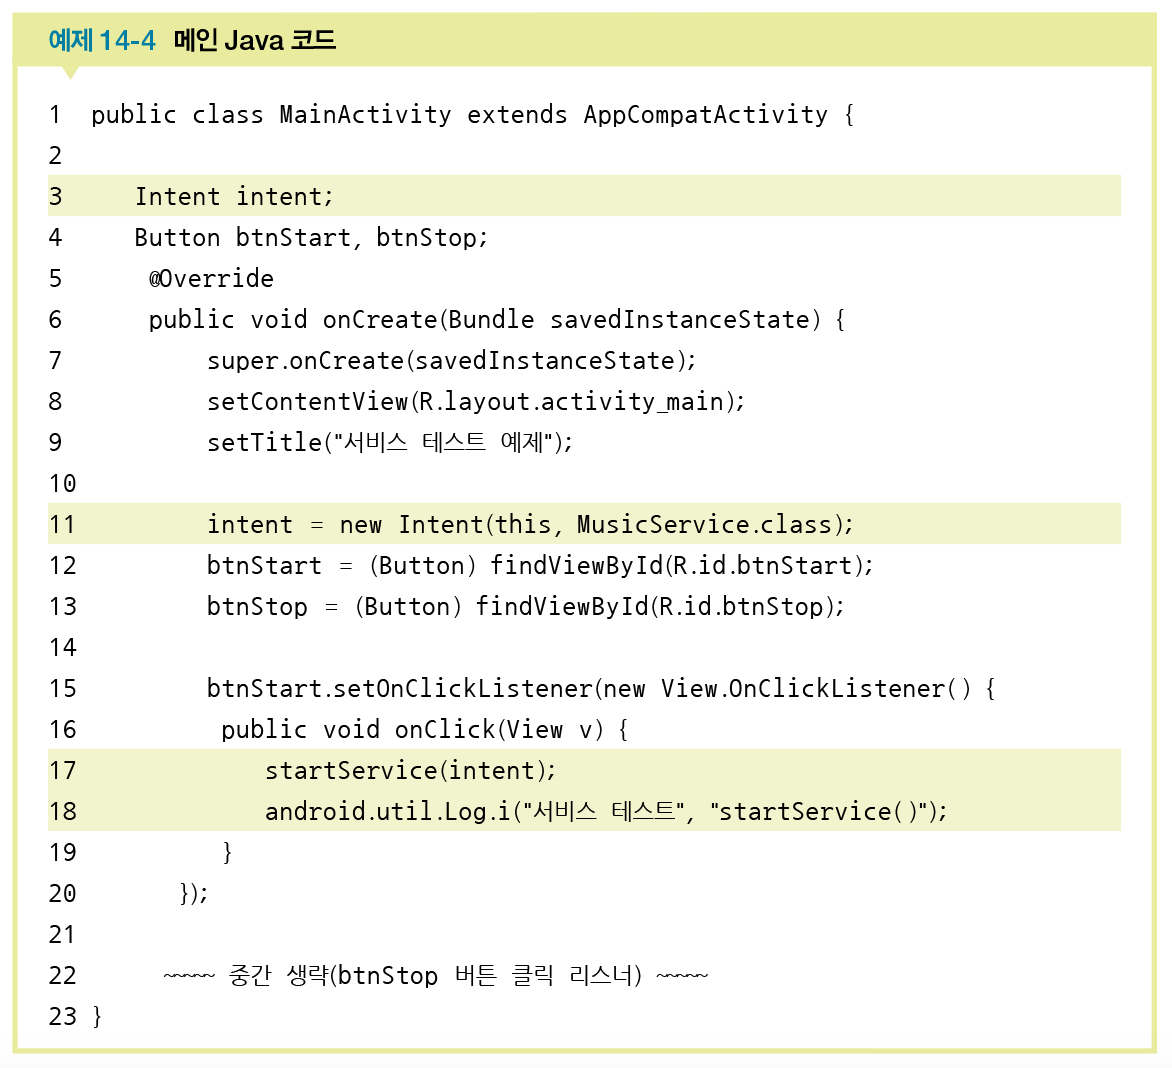 예제 14-4 메인 Java 코드
1 public class MainActivity extends AppCompatActivity {
2
3 Intent intent;
4 Button btnStart, btnStop;
5 @Override
6 public void onCreate(Bundle savedInstanceState) {
7 super.onCreate(savedInstanceState);
8 setContentView(R.layout.activity_main);
9 setTitle("서비스 테스트 예제");
10
11 intent = new Intent(this, MusicService.class);
12 btnStart = (Button) findViewById(R.id.btnStart);
13 btnStop = (Button) findViewById(R.id.btnStop);
14
15 btnStart.setOnClickListener(new View.OnClickListener() {
16 public void onClick(View v) {
17 startService(intent);
18 android.util.Log.i("서비스 테스트", "startService()");
19 }
20 });
21
22 ~~~~~ 중간 생략(btnStop 버튼 클릭 리스너) ~~~~~
23 }